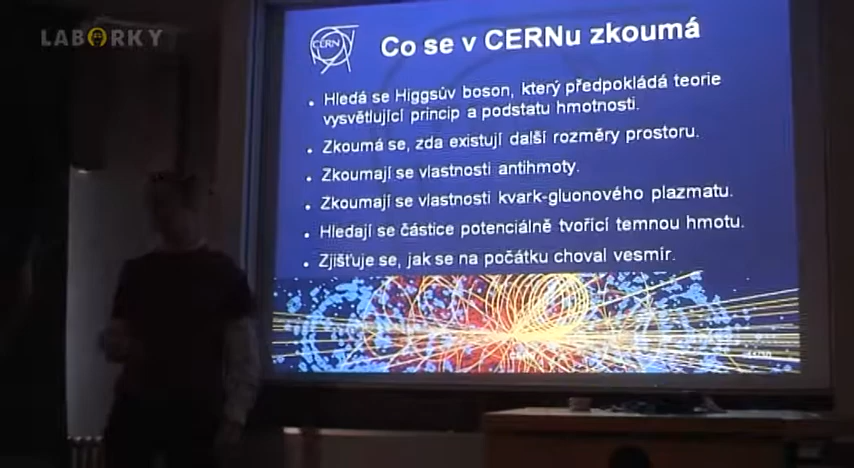 LABORKY
CERN
Co se v CERNu zkoumá
• Hledá se Higgsův boson, který předpokládá teorie
vysvětlující princip a podstatu hmotnosti.
• Zkoumá se, zda existují další rozměry prostoru.
• Zkoumají se vlastnosti antihmoty.
• Zkoumají se vlastnosti kvark-gluonového plazmatu.
• Hledají se částice potenciálně tvořící temnou hmotu.
• Zjišťuje se, jak se na počátku choval vesmír.
CERN